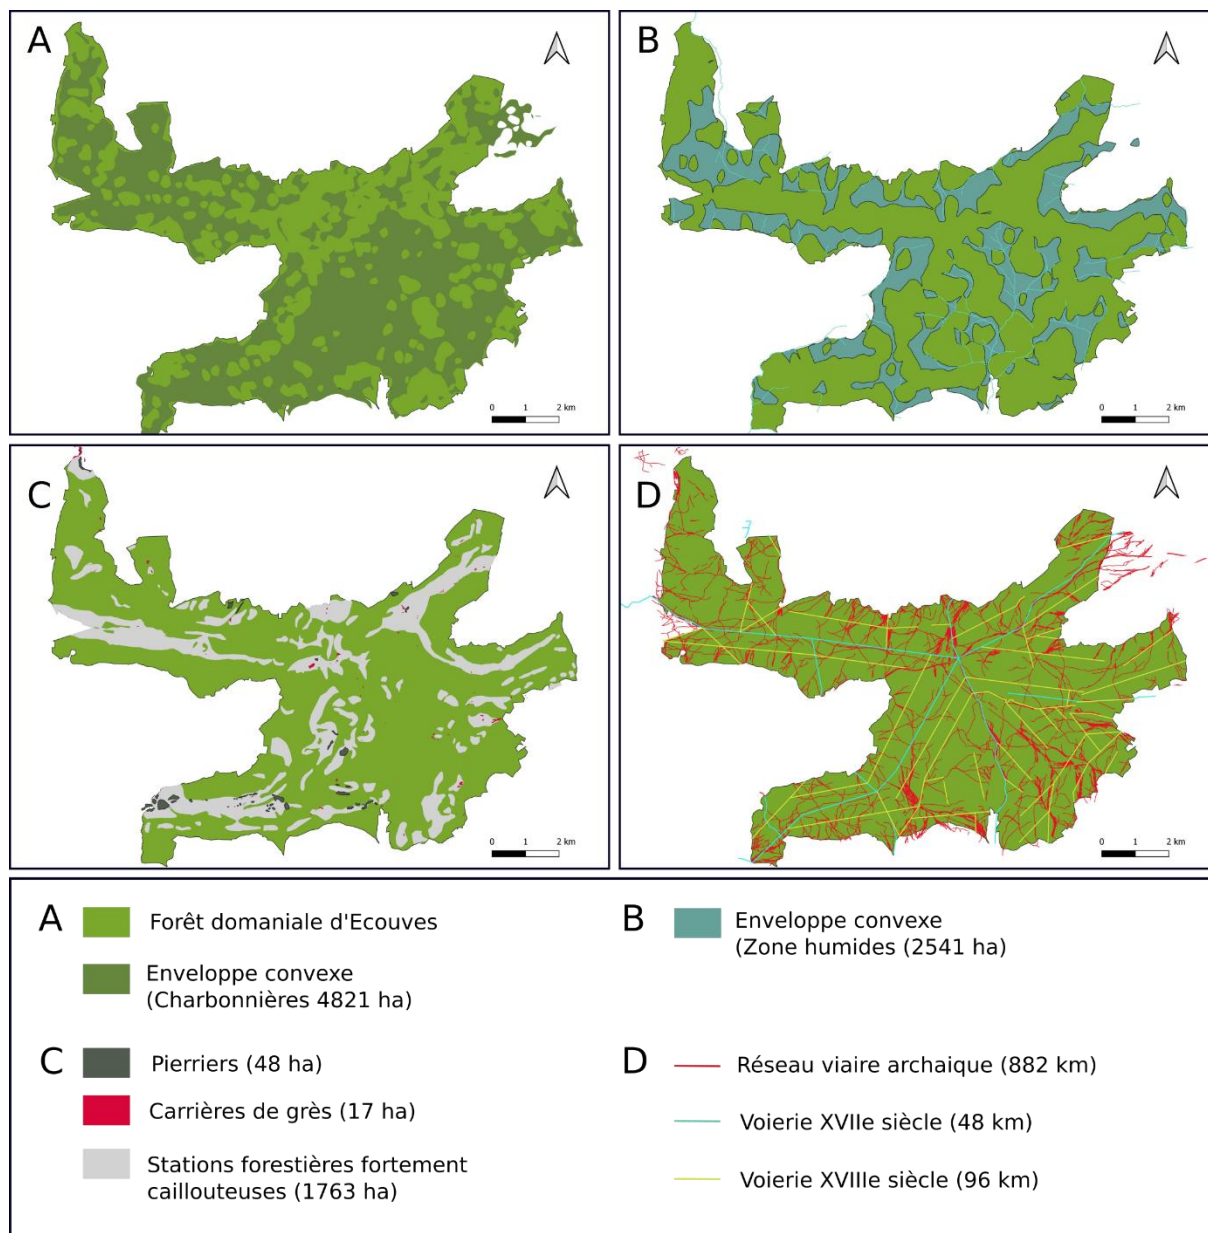 A
B
0 1 2 km
0 1 2 km
C
D
0 1 2 km
0 1 2 km
A
Forêt domaniale d'Ecouves
Enveloppe convexe
(Charbonnières 4821 ha)
B
Enveloppe convexe
(Zone humides (2541 ha)
C
Pierriers (48 ha)
Carrières de grès (17 ha)
Stations forestières fortement
caillouteuses (1763 ha)
D
Réseau viaire archaique (882 km)
Voierie XVIIe siècle (48 km)
Voierie XVIIIe siècle (96 km)